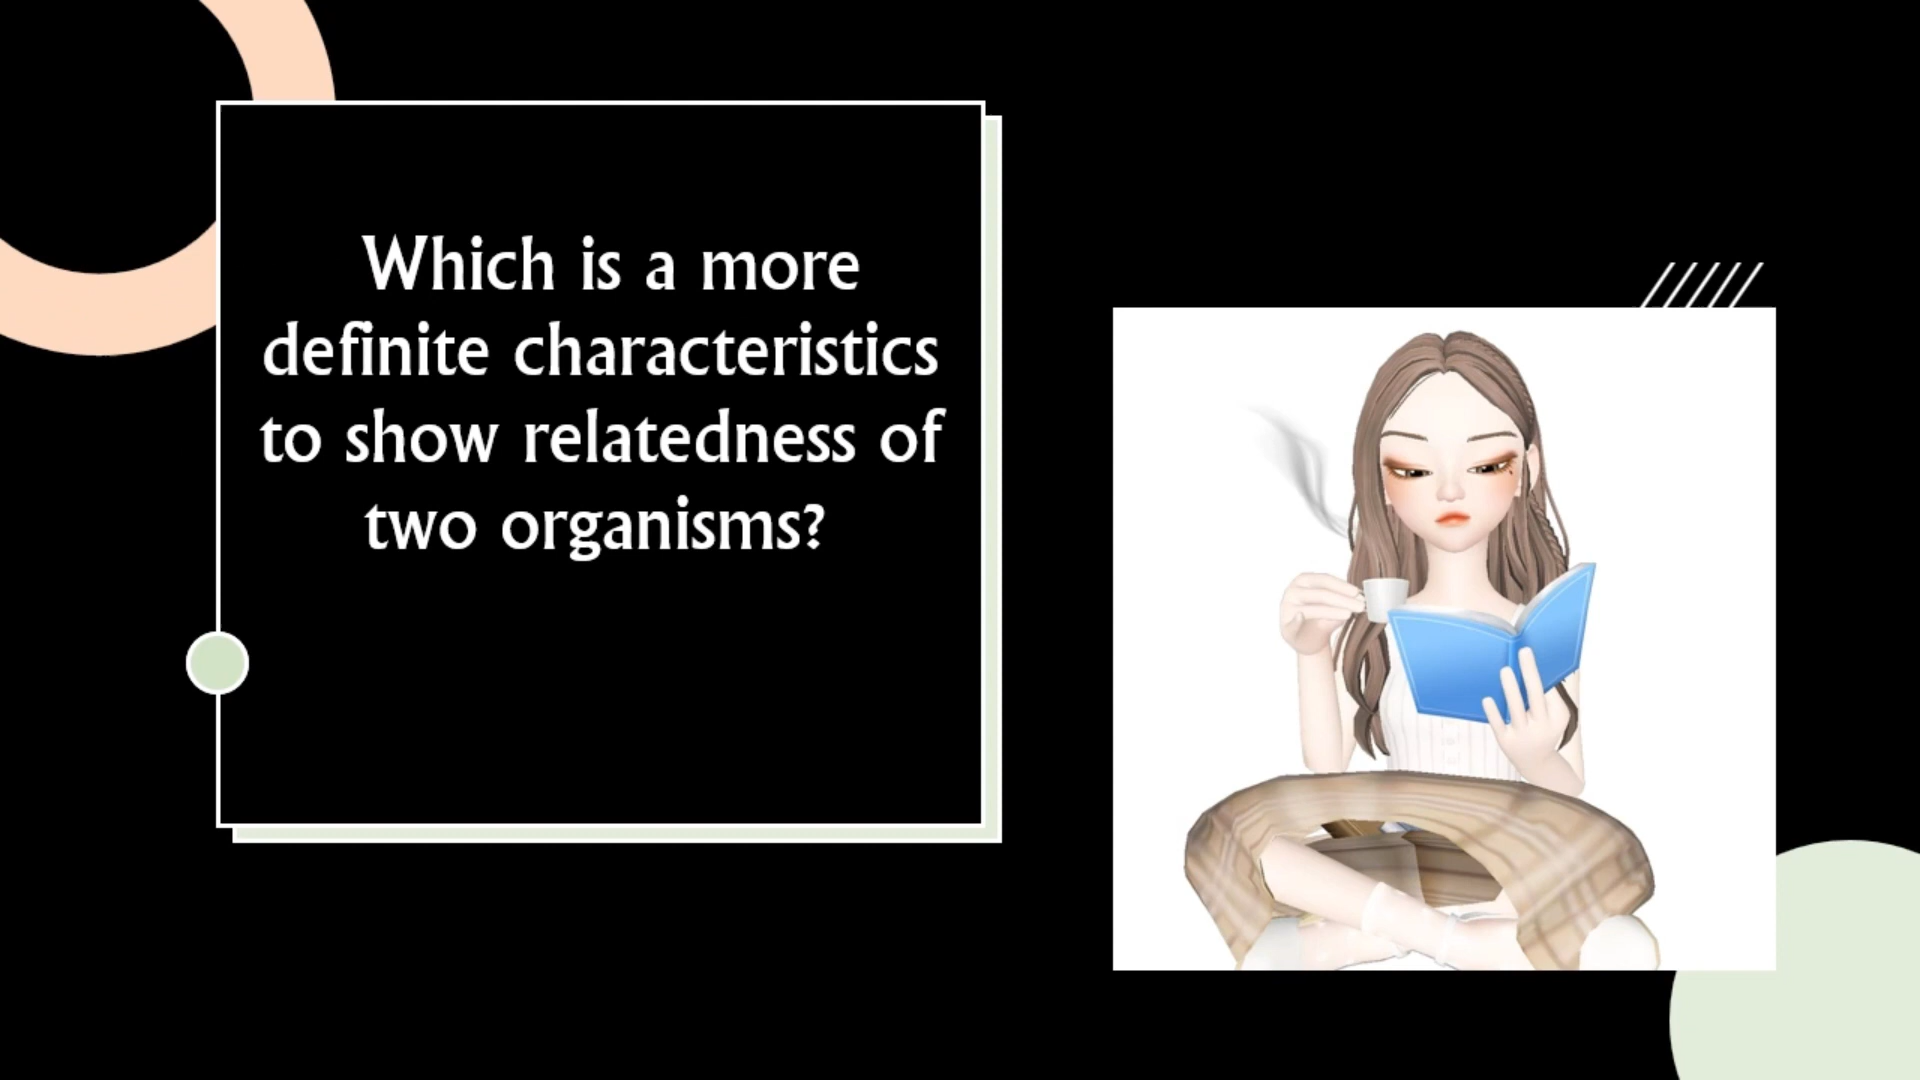 Which is a more
definite characteristics
to show relatedness of
two organisms?